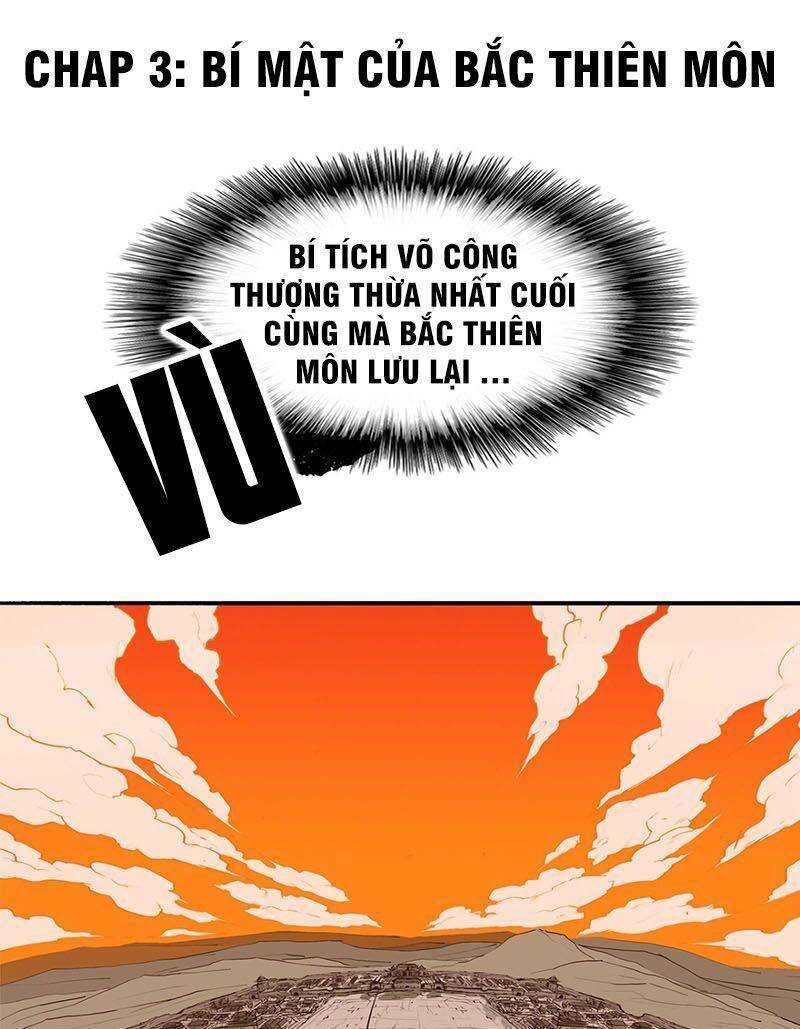 CHAP 3: BÍ MẬT CỦA BẮC THIÊN MÔN
BÍ TÍCH VÕ CÔNG
THƯỢNG THỪA NHẤT CUỐI
CÙNG MÀ BẮC THIÊN
MÔN LƯU LẠI ...
VÙ